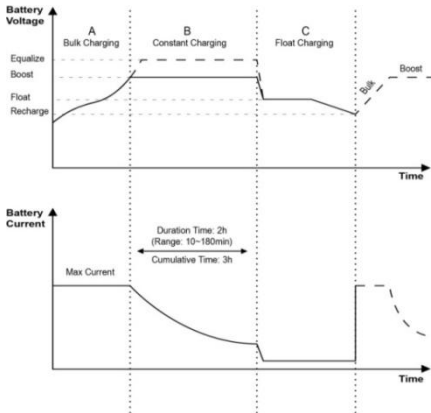 Battery
Voltage
A
Bulk Charging
B
Constant Charging
C
Float Charging
Equalize
Boost
Float
Recharge
Bulk
Boost
Time
Battery
Current
Duration Time: 2h
(Range: 10~180min)
Cumulative Time: 3h
Max Current
Time